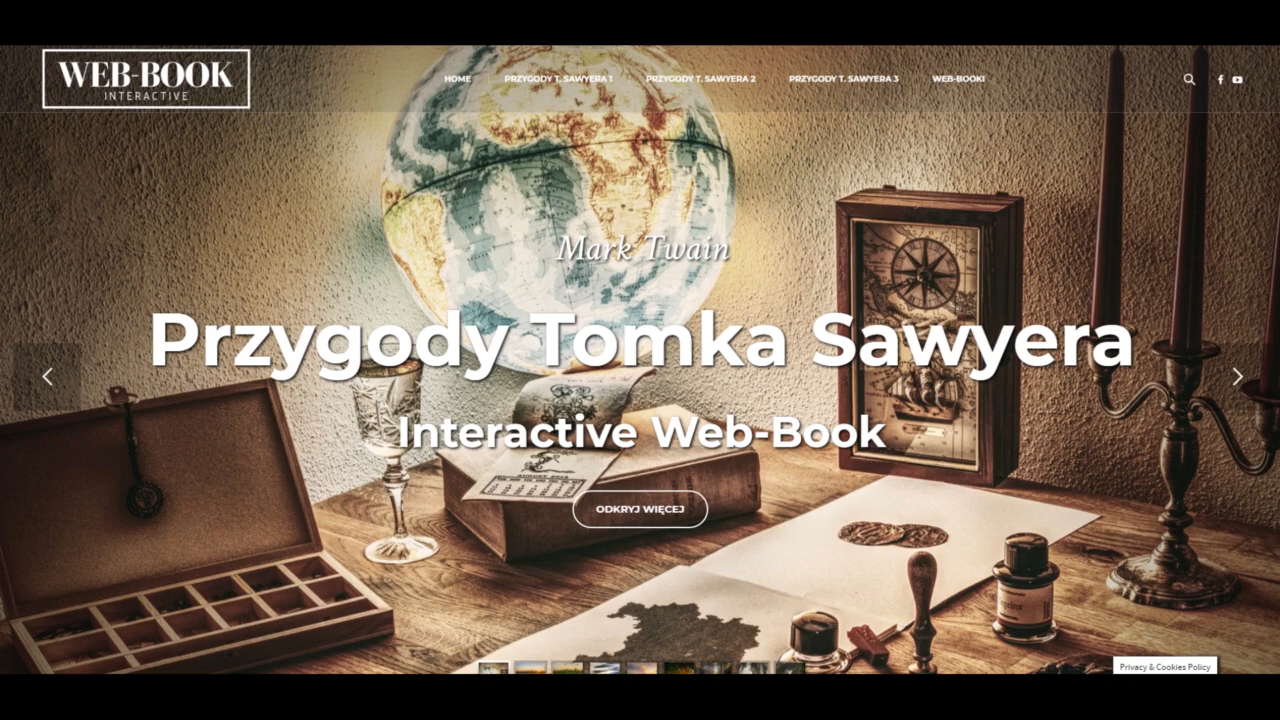 WEB-BOOK
INTERACTIVE
HOME PRZYGODY T. SAWYERA 1 PRZYGODY T. SAWYERA 2 PRZYGODY T. SAWYERA 3 WEB-BOOKI
Mark Twain
Przygody Tomka Sawyera
Interactive Web-Book
ODKRYJ WIĘCEJ
Privacy & Cookies Policy